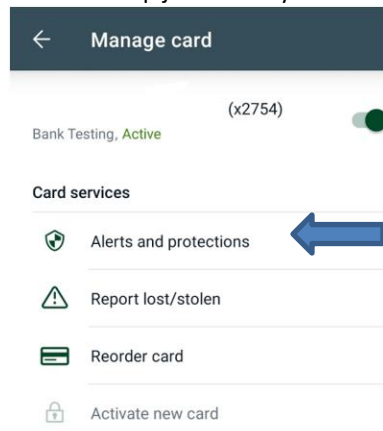 Manage card
(x2754)
Bank Testing, Active
Card services
Alerts and protections
Report lost/stolen
Reorder card
Activate new card